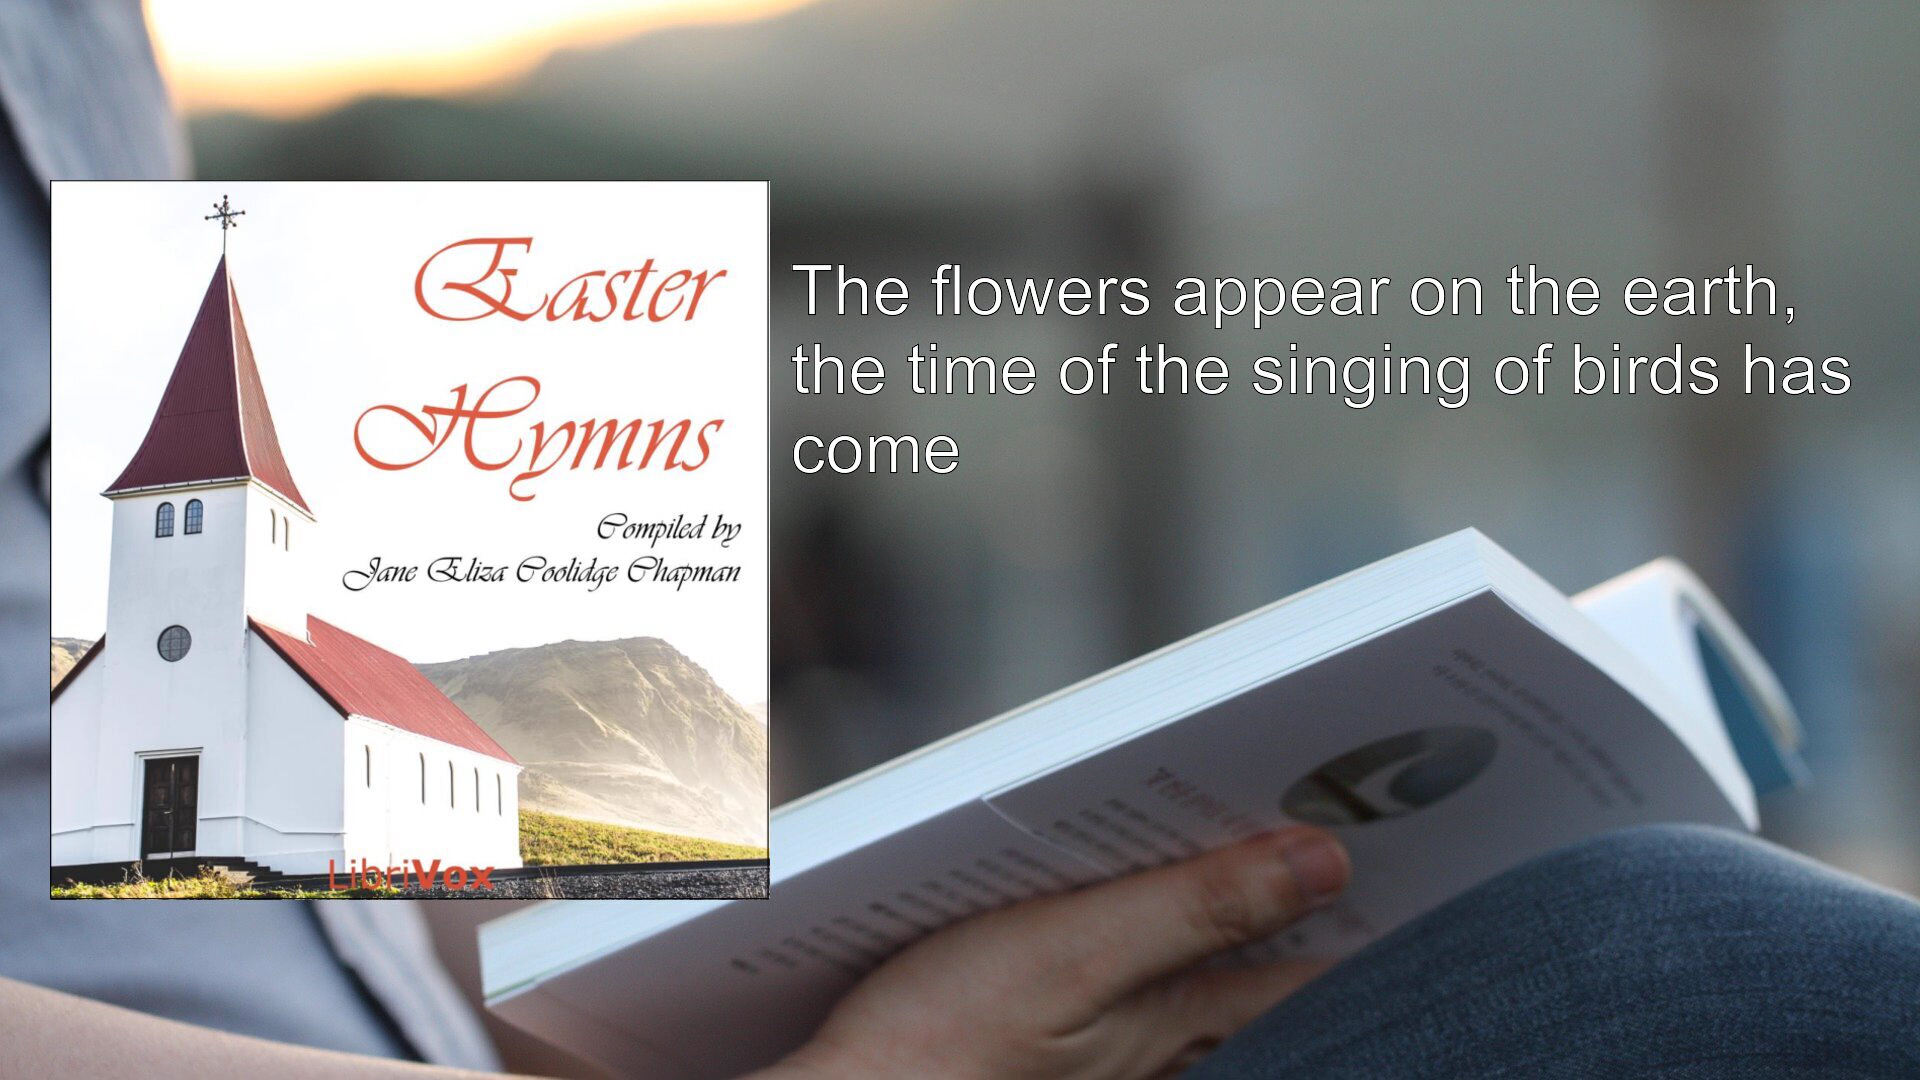 Easter
Hymns
Compiled by
Jane Eliza Coolidge Chapman
LibriVox
The flowers appear on the earth,
the time of the singing of birds has
come